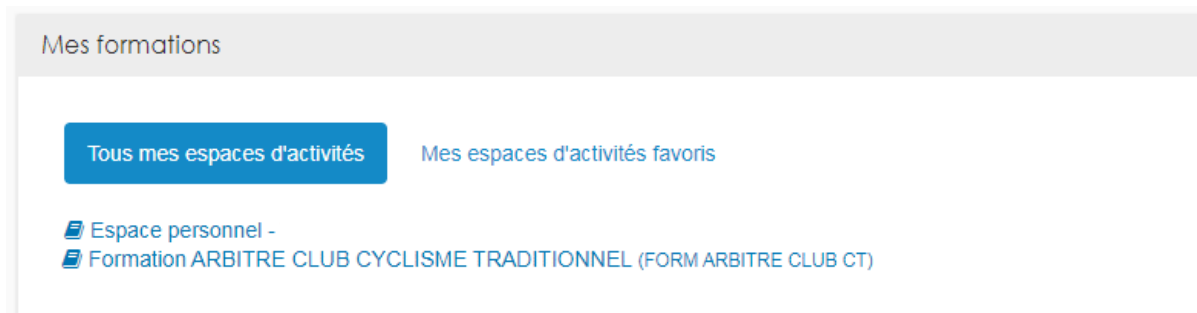 Mes formations
Tous mes espaces d'activités Mes espaces d'activités favoris
Espace personnel -
Formation ARBITRE CLUB CYCLISME TRADITIONNEL (FORM ARBITRE CLUB CT)